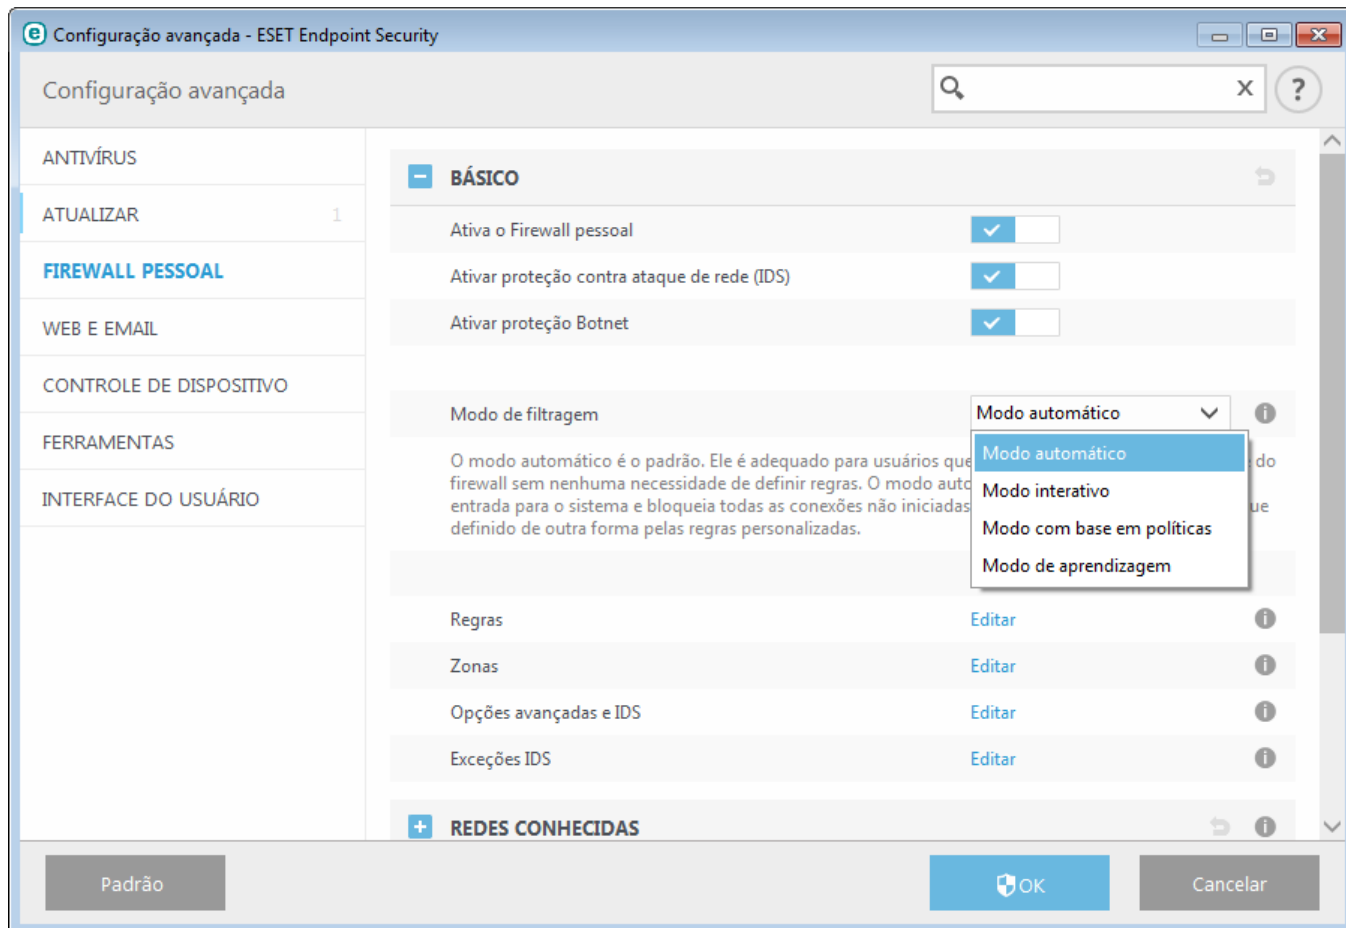 Configuração avançada - ESET Endpoint Security
Configuração avançada
ANTIVÍRUS
ATUALIZAR 1
FIREWALL PESSOAL
WEB E EMAIL
CONTROLE DE DISPOSITIVO
FERRAMENTAS
INTERFACE DO USUÁRIO
BÁSICO
Ativa o Firewall pessoal
Ativar proteção contra ataque de rede (IDS)
Ativar proteção Botnet
Modo de filtragem Modo automático
O modo automático é o padrão. Ele é adequado para usuários que do
firewall sem nenhuma necessidade de definir regras. O modo auto
entrada para o sistema e bloqueia todas as conexões não iniciadas ue
definido de outra forma pelas regras personalizadas.
Modo automático
Modo interativo
Modo com base em políticas
Modo de aprendizagem
Regras Editar
Zonas Editar
Opções avançadas e IDS Editar
Exceções IDS Editar
REDES CONHECIDAS
Padrão OK Cancelar